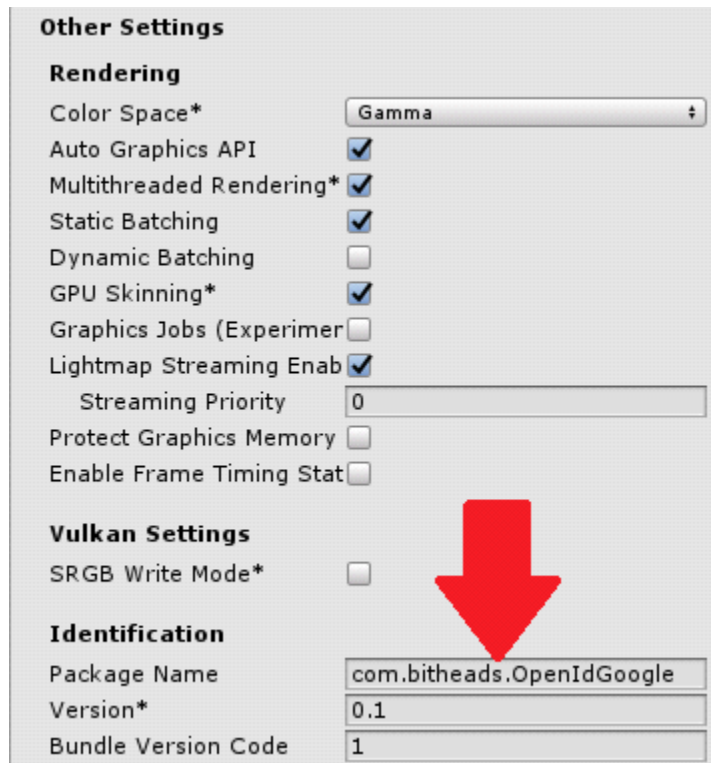 Other Settings
Rendering
Color Space* Gamma
Auto Graphics API
Multithreaded Rendering*
Static Batching
Dynamic Batching
GPU Skinning*
Graphics Jobs (Experimer
Lightmap Streaming Enab
Streaming Priority 0
Protect Graphics Memory
Enable Frame Timing Stat
Vulkan Settings
SRGB Write Mode*
Identification
Package Name com.bitheads.OpenIdGoogle
Version* 0.1
Bundle Version Code 1